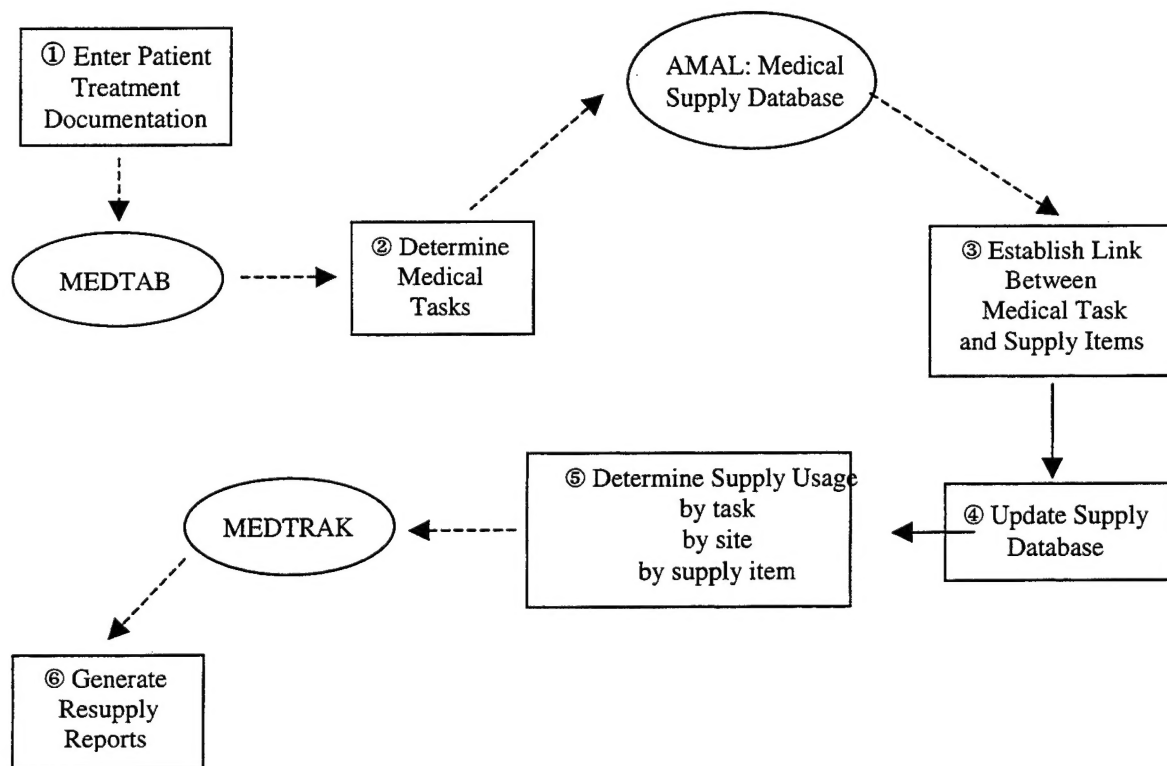 ① Enter Patient
Treatment
Documentation
AMAL: Medical
Supply Database
MEDTAB
② Determine
Medical
Tasks
③ Establish Link
Between
Medical Task
and Supply Items
④ Update Supply
Database
⑤ Determine Supply Usage
by task
by site
by supply item
MEDTRAK
⑥ Generate
Resupply
Reports